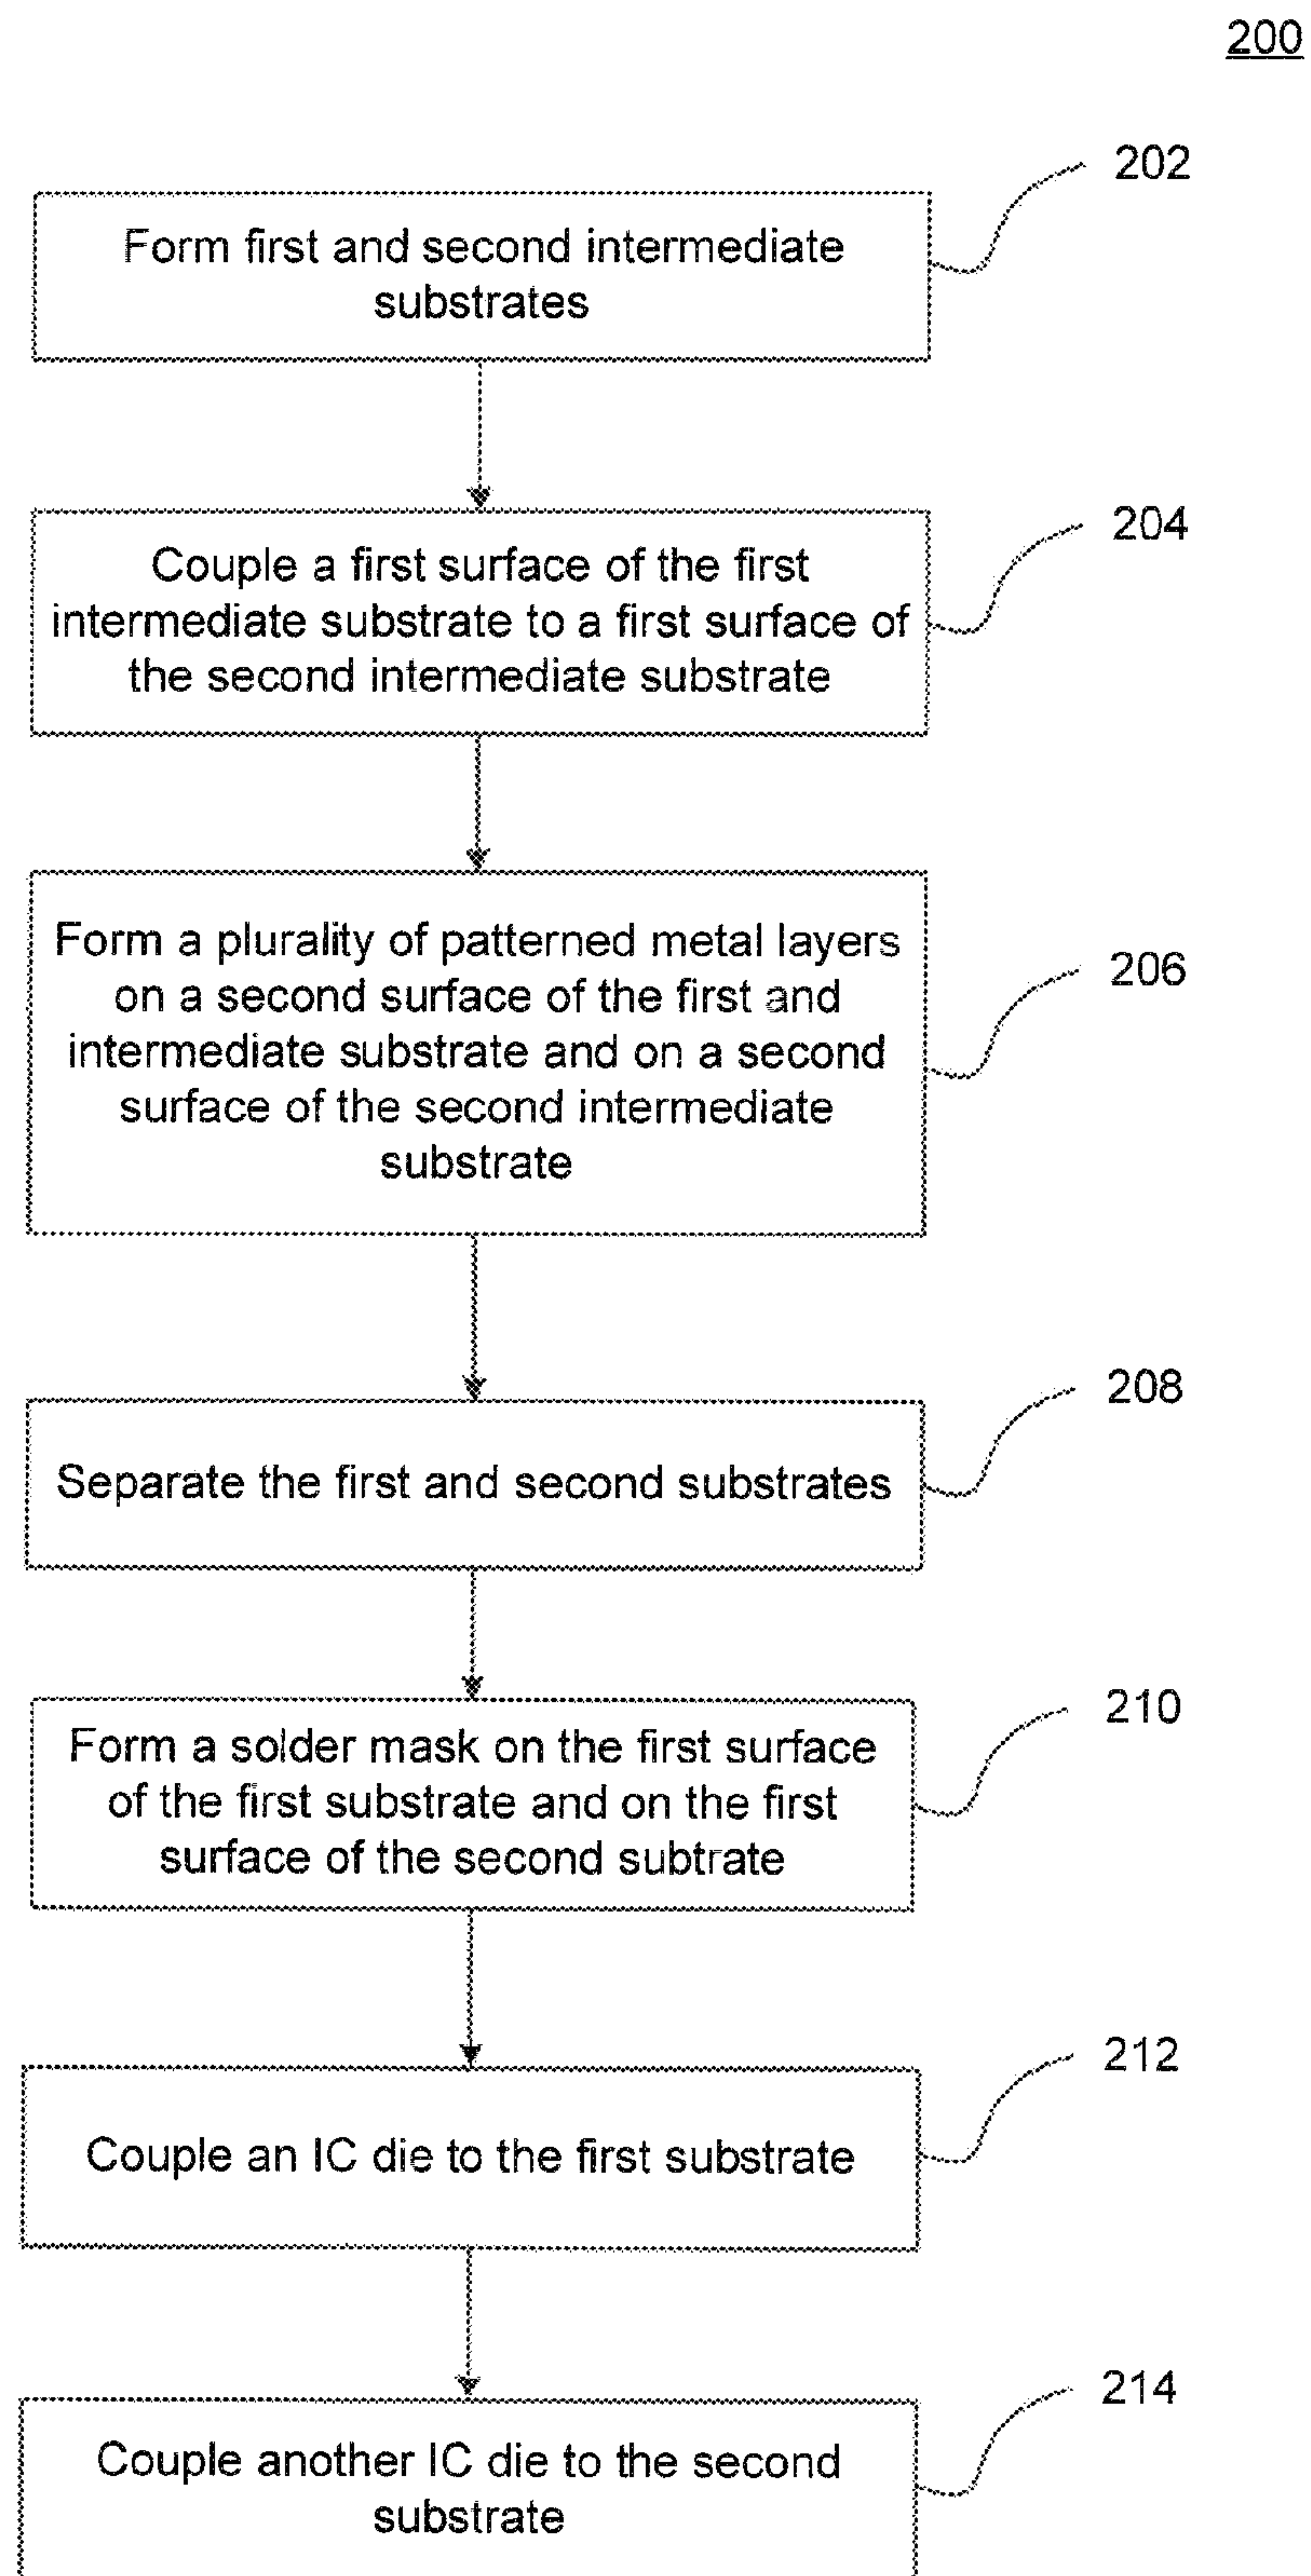 200
202
Form first and second intermediate
substrates
204
Couple a first surface of the first
intermediate substrate to a first surface of
the second intermediate substrate
206
Form a plurality of patterned metal layers
on a second surface of the first and
intermediate substrate and on a second
surface of the second intermediate
substrate
208
Separate the first and second substrates
210
Form a solder mask on the first surface
of the first substrate and on the first
surface of the second subtrate
212
Couple an IC die to the first substrate
214
Couple another IC die to the second
substrate